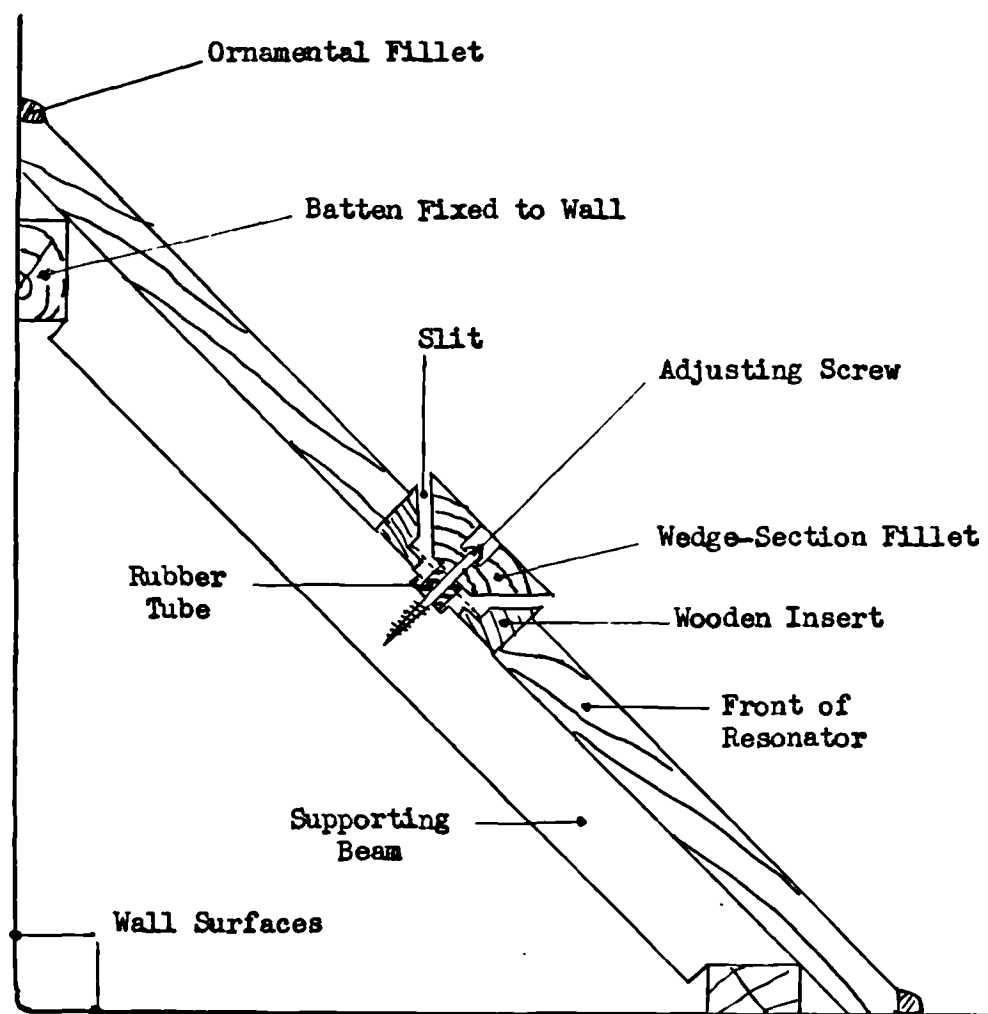 Ornamental Fillet
Batten Fixed to Wall
Slit
Adjusting Screw
Wedge-Section Fillet
Rubber
Tube
Wooden Insert
Front of
Resonator
Supporting
Beam
Wall Surfaces